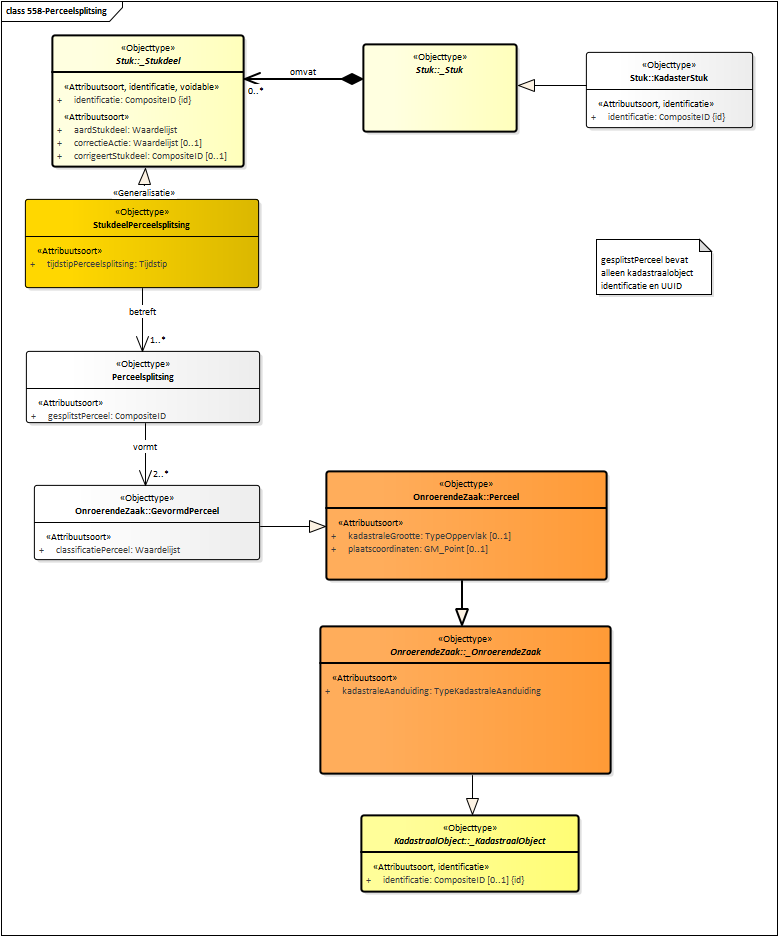 class 558-Perceelsplitsing
«Objecttype»
Stuk::_Stukdeel
«Attribuutsoort, identificatie, voidable»
+ identificatie: CompositeID {id}
«Attribuutsoort»
+ aardStukdeel: Waardelijst
+ correctieActie: Waardelijst [0..1]
+ corrigeertStukdeel: CompositeID [0..1]
omvat
0..*
«Objecttype»
Stuk::_Stuk
«Objecttype»
Stuk::KadasterStuk
«Attribuutsoort, identificatie»
+ identificatie: CompositeID {id}
«Generalisatie»
«Objecttype»
StukdeelPerceelsplitsing
«Attribuutsoort»
+ tijdstipPerceelsplitsing: Tijdstip
gesplitstPerceel bevat
alleen kadastraalobject
identificatie en UUID
betreft
1..*
«Objecttype»
Perceelsplitsing
«Attribuutsoort»
+ gesplitstPerceel: CompositeID
vormt
2..*
«Objecttype»
OnroerendeZaak::GevormdPerceel
«Attribuutsoort»
+ classificatiePerceel: Waardelijst
«Objecttype»
OnroerendeZaak::Perceel
«Attribuutsoort»
+ kadastraleGrootte: TypeOppervlak [0..1]
+ plaatscoordinaten: GM_Point [0..1]
«Objecttype»
OnroerendeZaak::_OnroerendeZaak
«Attribuutsoort»
+ kadastraleAanduiding: TypeKadastraleAanduiding
«Objecttype»
KadastraalObject::_KadastraalObject
«Attribuutsoort, identificatie»
+ identificatie: CompositeID [0..1] {id}